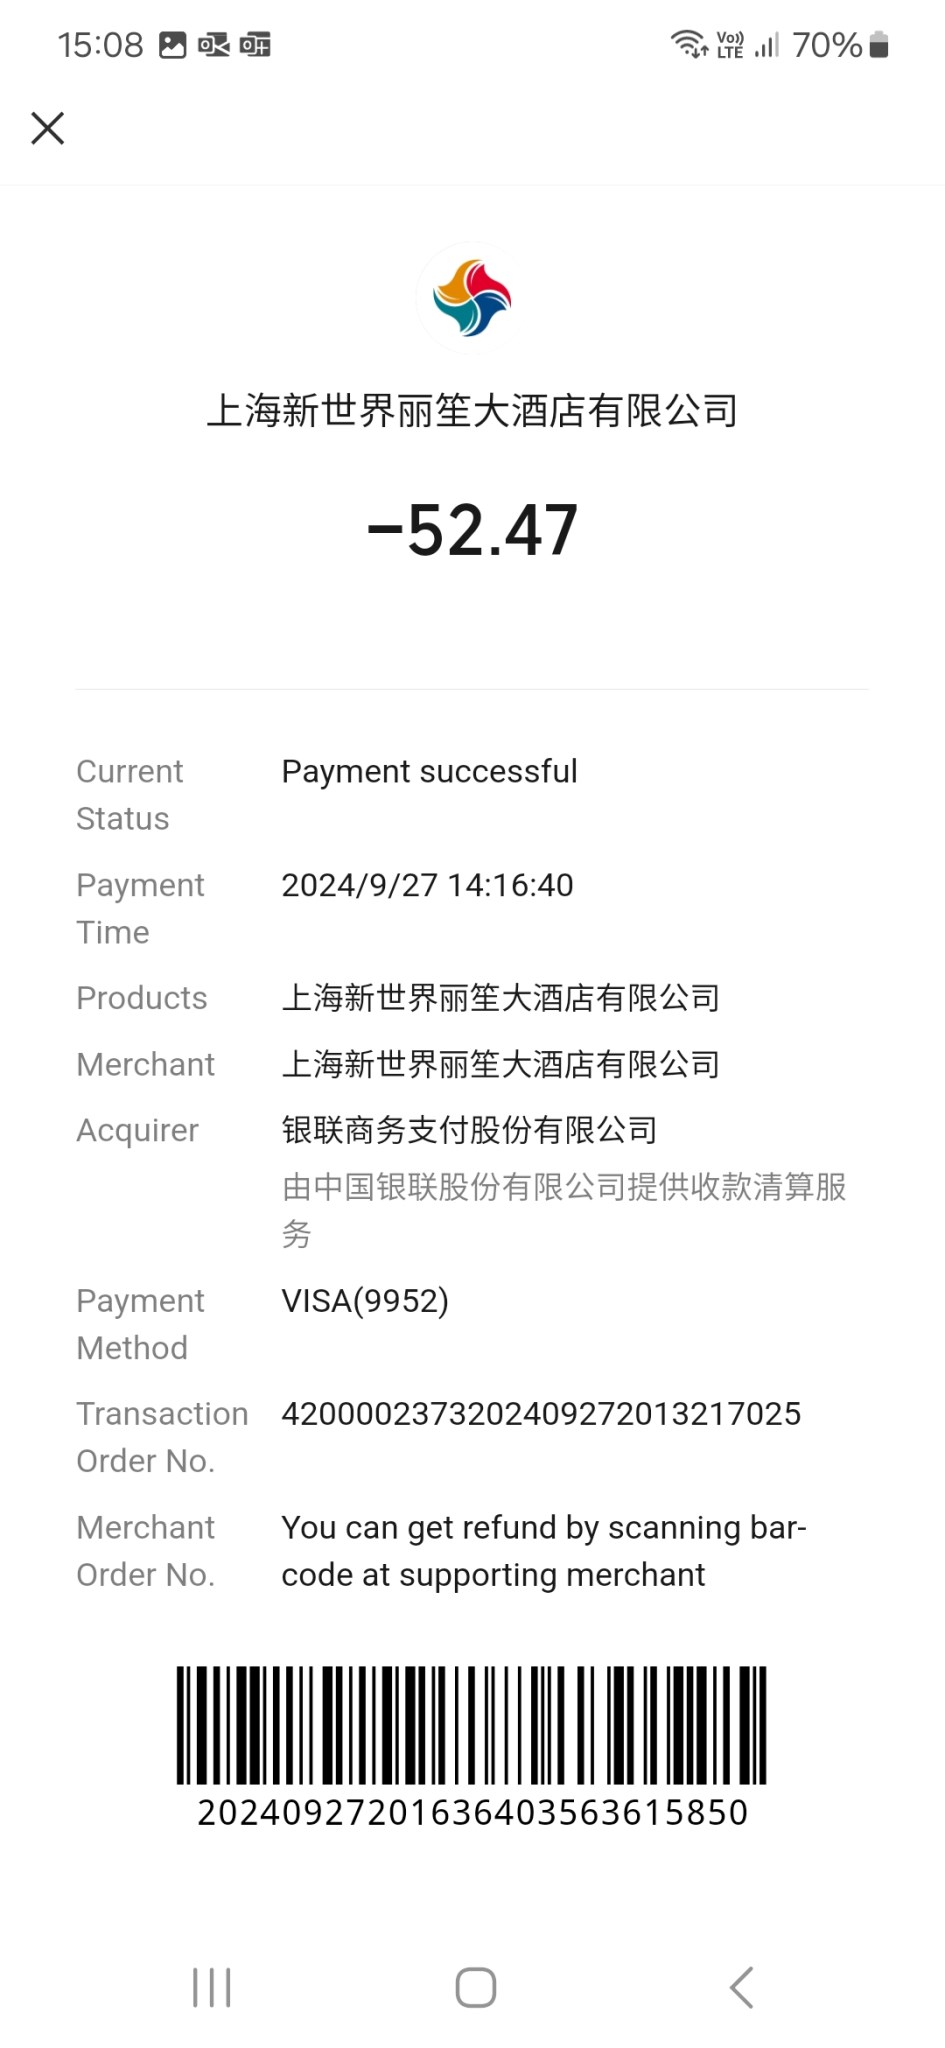 15:08 Vo)) LTE 70%
上海新世界丽笙大酒店有限公司
-52.47
Current Status
Payment successful
Payment Time
2024/9/27 14:16:40
Products
上海新世界丽笙大酒店有限公司
Merchant
上海新世界丽笙大酒店有限公司
Acquirer
银联商务支付股份有限公司
由中国银联股份有限公司提供收款清算服
务
Payment Method
VISA(9952)
Transaction Order No.
4200002373202409272013217025
Merchant Order No.
You can get refund by scanning bar-
code at supporting merchant
20240927201636403563615850